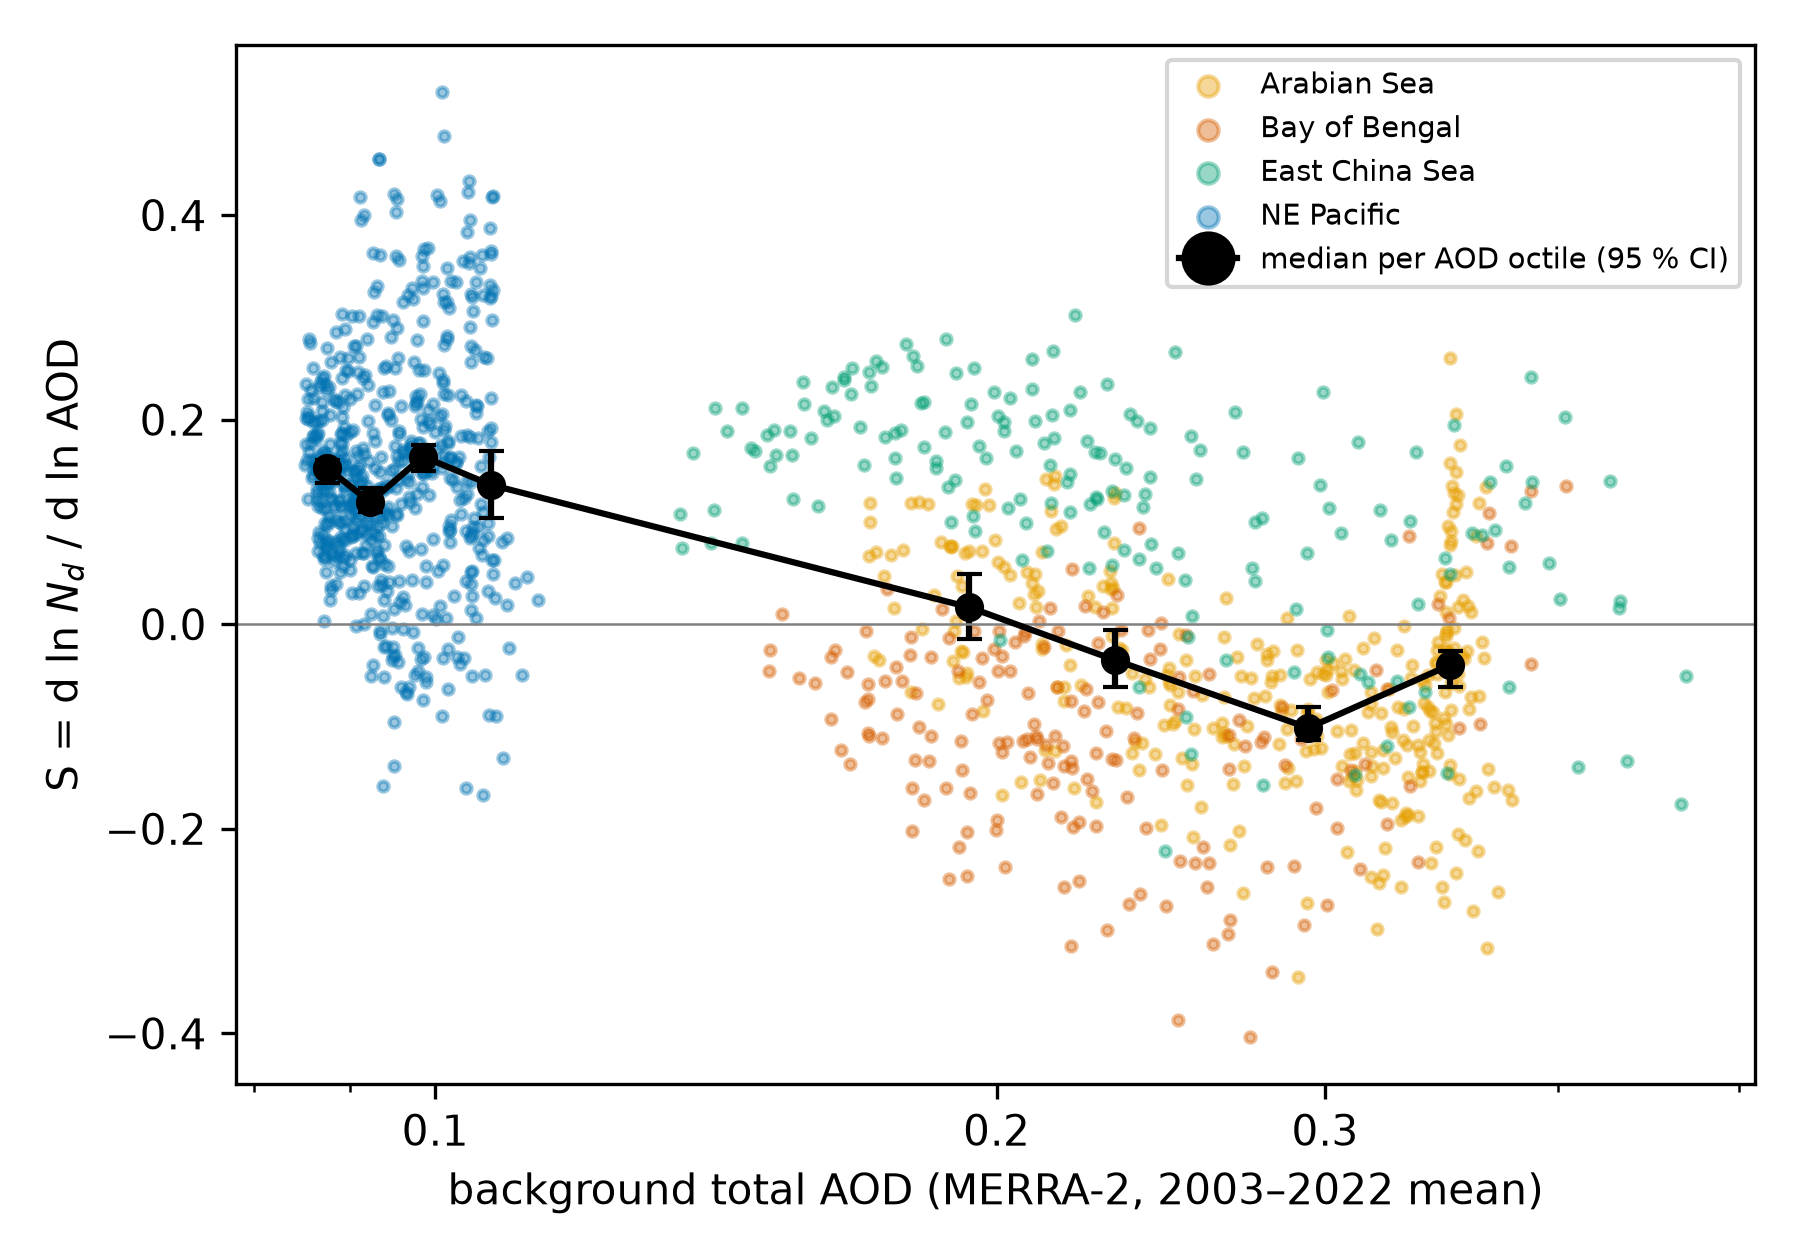 Arabian Sea
Bay of Bengal
East China Sea
NE Pacific
median per AOD octile (95 % CI)
S = d ln N_d / d ln AOD
0.4
0.2
0.0
−0.2
−0.4
0.1
0.2
0.3
background total AOD (MERRA-2, 2003–2022 mean)